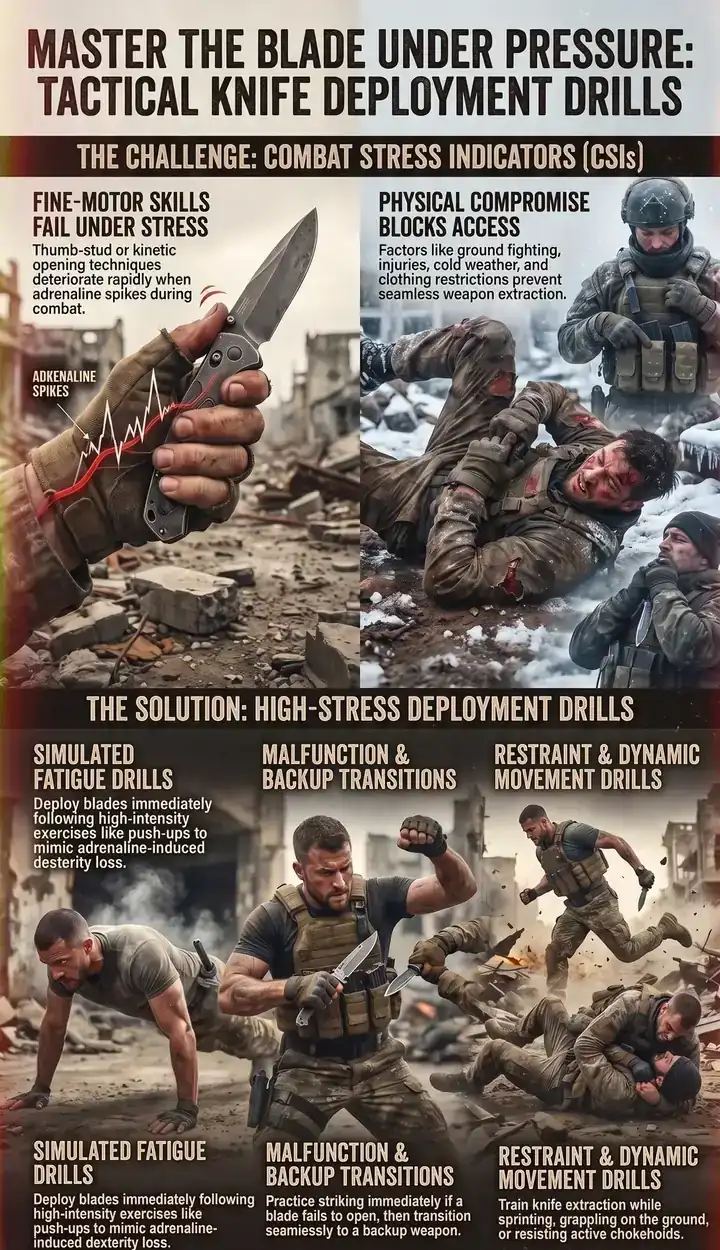 MASTER THE BLADE UNDER PRESSURE:
TACTICAL KNIFE DEPLOYMENT DRILLS
THE CHALLENGE: COMBAT STRESS INDICATORS (CSIs)
FINE-MOTOR SKILLS
FAIL UNDER STRESS
Thumb-stud or kinetic
opening techniques
deteriorate rapidly when
adrenaline spikes during
combat.
ADKENALINE
SPIKES
PHYSICAL COMPROMISE
BLOCKS ACCESS
Factors like ground fighting,
injuries, cold weather, and
clothing restrictions prevent
seamless weapon extraction.
THE SOLUTION: HIGH-STRESS DEPLOYMENT DRILLS
SIMULATED
FATIGUE DRILLS
Deploy blades immediately
following high-intensity
exercises like push-ups to
mimic adrenaline-induced
desterity loss.
MALFUNCTION &
BACKUP TRANSITIONS
RESTRAINT & DYNAMIC
MOVEMENT DRILLS
SIMULATED FATIGUE
DRILLS
Deploy blades immediately following
high-intensity exercises like
push-ups to mimic adrenaline-
induced dexterity loss.
MALFUNCTION &
BACKUP TRANSITIONS
Practice striking immediately if a
blade fails to open, then transition
seamiessly to a backup weapon.
RESTRAINT & DYNAMIC
MOVEMENT DRILLS
Train knife extraction while
sprinting, grappling on the ground,
or resisting active chokehoids.